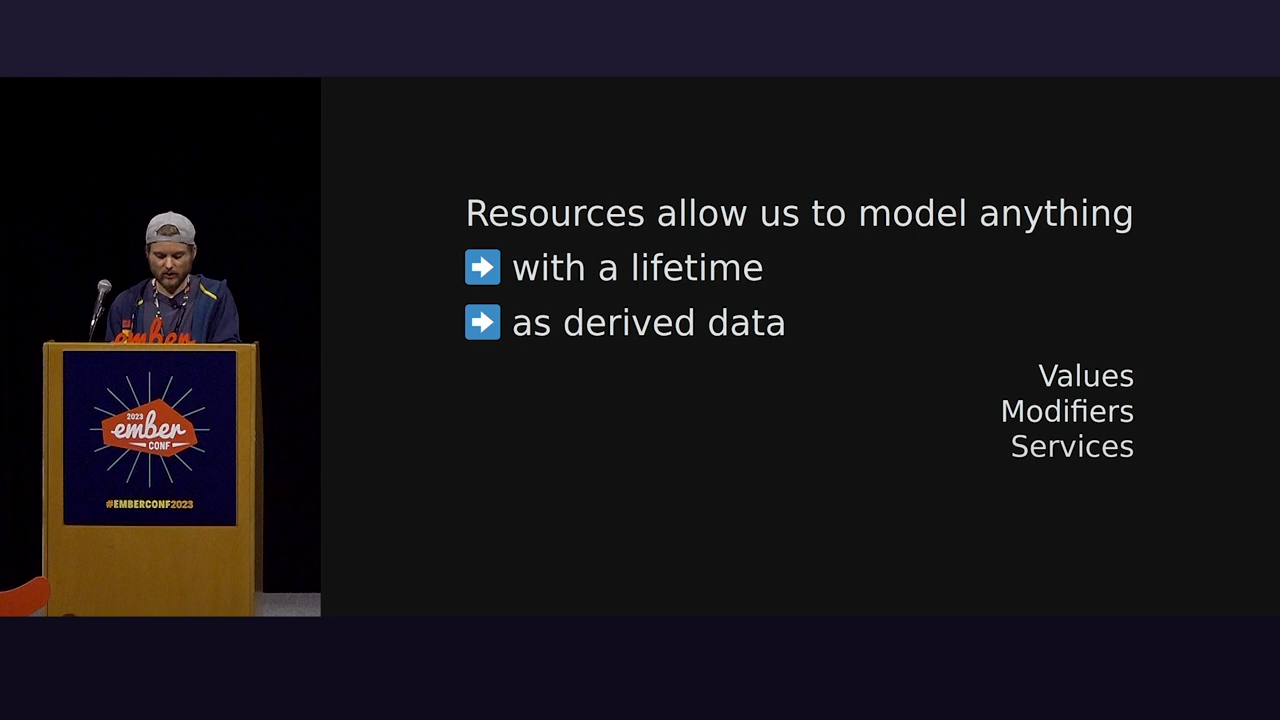 Resources allow us to model anything
➡ with a lifetime
➡ as derived data
Values
Modifiers
Services
ember
2023
ember
CONF
#EMBERCONF2023